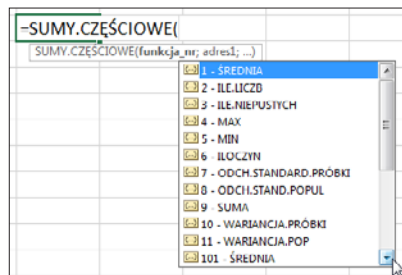 =SUMY.CZĘŚCIOWE(
SUMY.CZĘŚCIOWE(funkcja_nr; adres1; ...)
1 - ŚREDNIA
2 - ILE.LICZB
3 - ILE.NIEPUSTYCH
4 - MAX
5 - MIN
6 - ILOCZYN
7 - ODCH.STANDARD.PRÓBKI
8 - ODCH.STAND.POPUL
9 - SUMA
10 - WARIANCJA.PRÓBKI
11 - WARIANCJA.POP
101 - ŚREDNIA